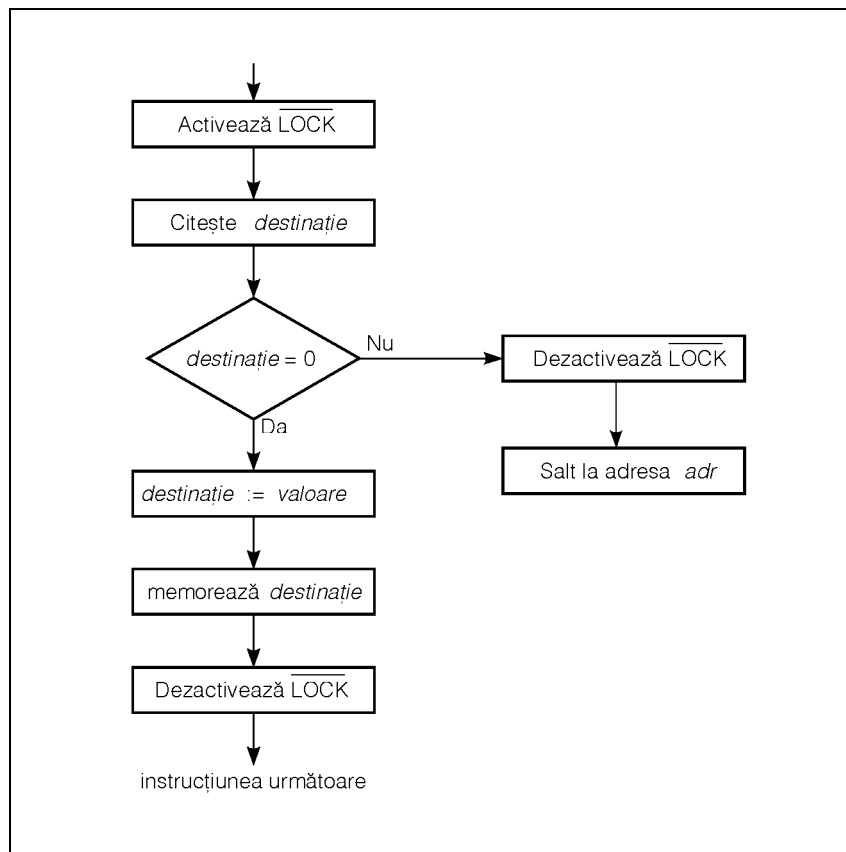 Activează LOCK
Citește destinație
destinație = 0
Nu
Dezactivează LOCK
Da
Salt la adresa adr
destinație := valoare
memorează destinație
Dezactivează LOCK
instrucțiunea următoare